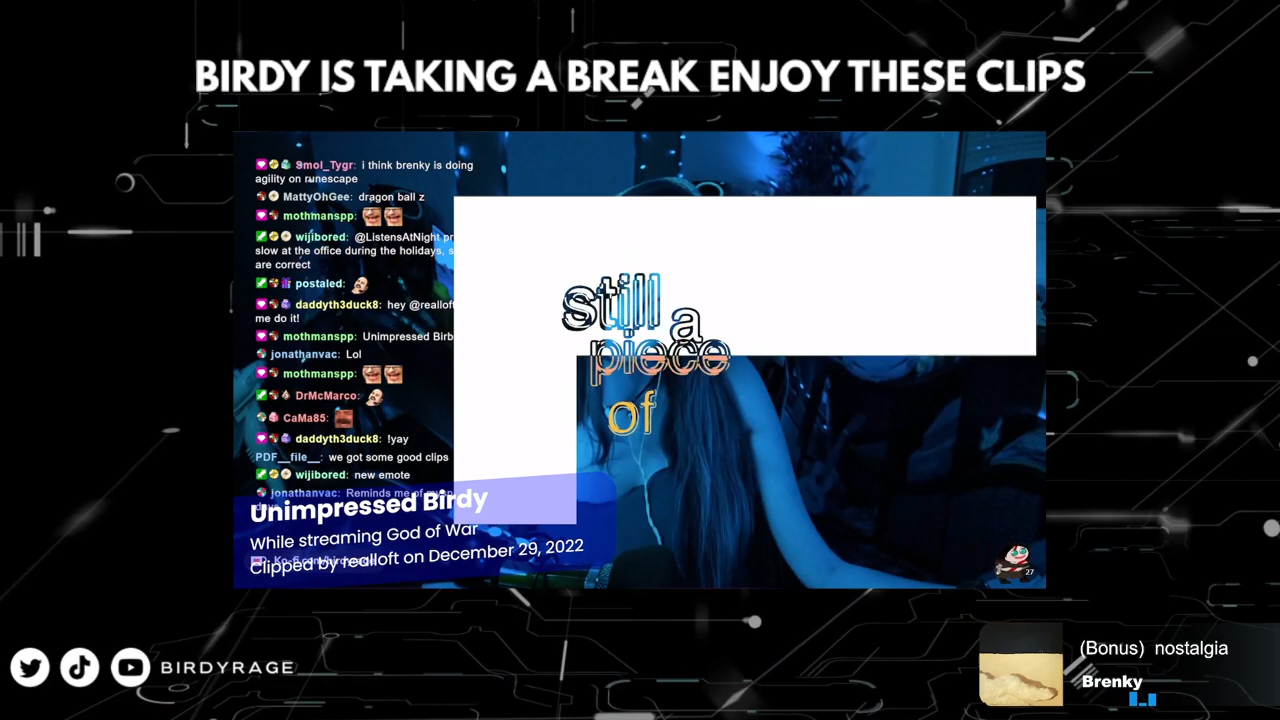 BIRDY IS TAKING A BREAK ENJOY THESE CLIPS
Smol_Tygr: i think brenky is doing
agility on runescape
MattyOhGee: dragon ball z
mothmanspp:
wijibored: @ListensAtNight pr
slow at the office during the holidays, s
are correct
postaled:
daddyth3duck8: hey @realloft
me do it!
mothmanspp: Unimpressed Birb
jonathanvac: Lol
mothmanspp:
DrMcMarco:
CaMa85:
daddyth3duck8: !yay
PDF__file__: we got some good clips
wijibored: new emote
jonathanvac: Reminds me of
still
a
piece
of
Unimpressed Birdy
While streaming God of War
Clipped by realloft on December 29, 2022
27
BIRDYRAGE
(Bonus) nostalgia
Brenky